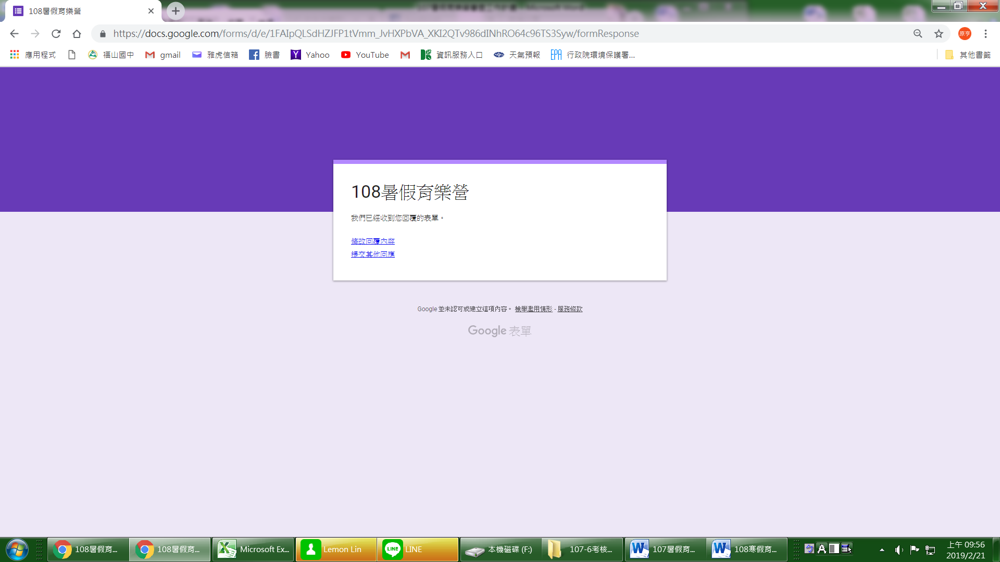 108暑假育樂營
https://docs.google.com/forms/d/e/1FAIpQLSdHZJFP1tVmm_JvHXPbVA_XKI2QTv986dINhRO64c96TS3Syw/formResponse
原亨
應用程式 福山國中 gmail 雅虎信箱 臉書 Yahoo YouTube 資訊服務入口 天氣預報 行政院環境保護署... 其他書籤
108暑假育樂營
我們已經收到您回覆的表單。
修改回覆內容
提交其他回應
Google 並未認可或建立這項內容。 檢舉濫用情形 - 服務條款
Google 表單
108暑假育... 108暑假育... Microsoft Ex... Lemon Lin LINE 本機磁碟 (F:) 107-6考核... 107暑假育... 108寒假育...
上午 09:56
2019/2/21